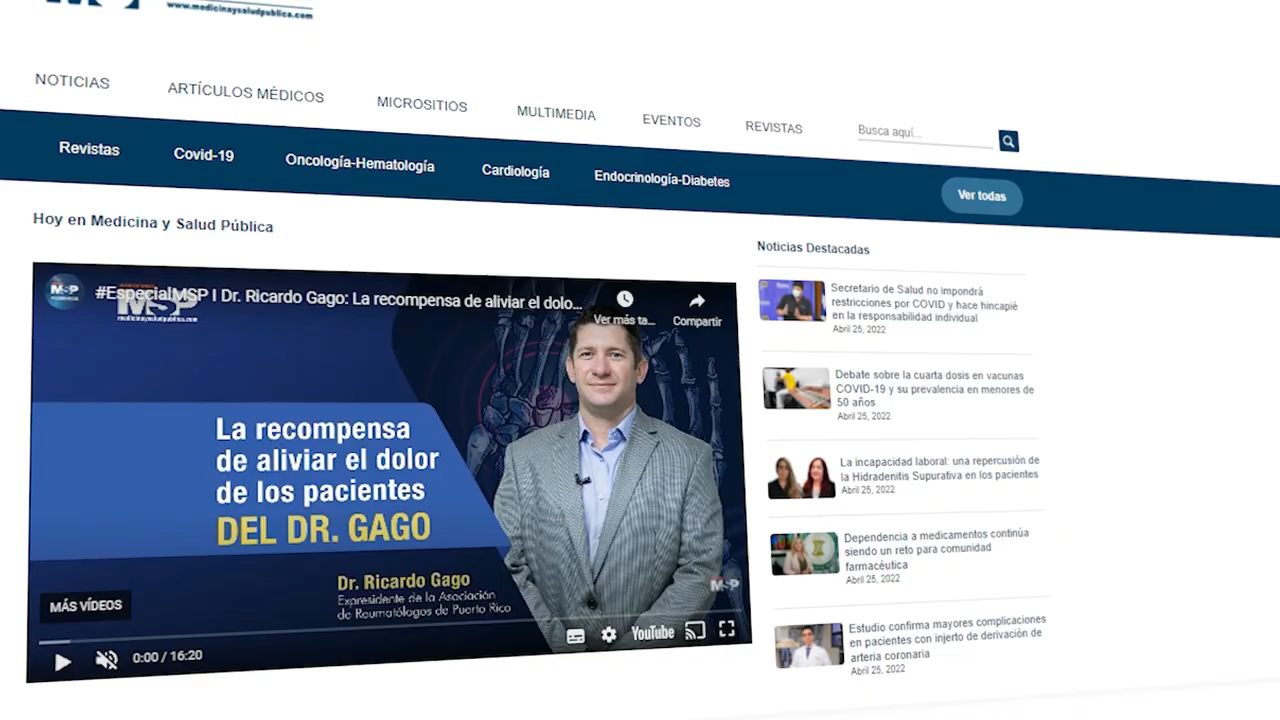 MSP
www.medicinaysaludpublica.com
NOTICIAS
ARTÍCULOS MÉDICOS
MICROSITIOS
MULTIMEDIA
EVENTOS
REVISTAS
Busca aquí...
Revistas
Covid-19
Oncología-Hematología
Cardiología
Endocrinología-Diabetes
Ver todas
Hoy en Medicina y Salud Pública
MSP
#EspecialMSP I Dr. Ricardo Gago: La recompensa de aliviar el dolo...
MSP
medicinaysaludpublica.com
Ver más ta...
Compartir
La recompensa
de aliviar el dolor
de los pacientes
DEL DR. GAGO
Dr. Ricardo Gago
Expresidente de la Asociación
de Reumatólogos de Puerto Rico
MSP
MÁS VÍDEOS
YouTube
0:00 / 16:20
Noticias Destacadas
Secretario de Salud no impondrá
restricciones por COVID y hace hincapié
en la responsabilidad individual
Abril 25, 2022
Debate sobre la cuarta dosis en vacunas
COVID-19 y su prevalencia en menores de
50 años
Abril 25, 2022
La incapacidad laboral: una repercusión de
la Hidradenitis Supurativa en los pacientes
Abril 25, 2022
Dependencia a medicamentos continúa
siendo un reto para comunidad
farmacéutica
Abril 25, 2022
Estudio confirma mayores complicaciones
en pacientes con injerto de derivación de
arteria coronaria
Abril 25, 2022